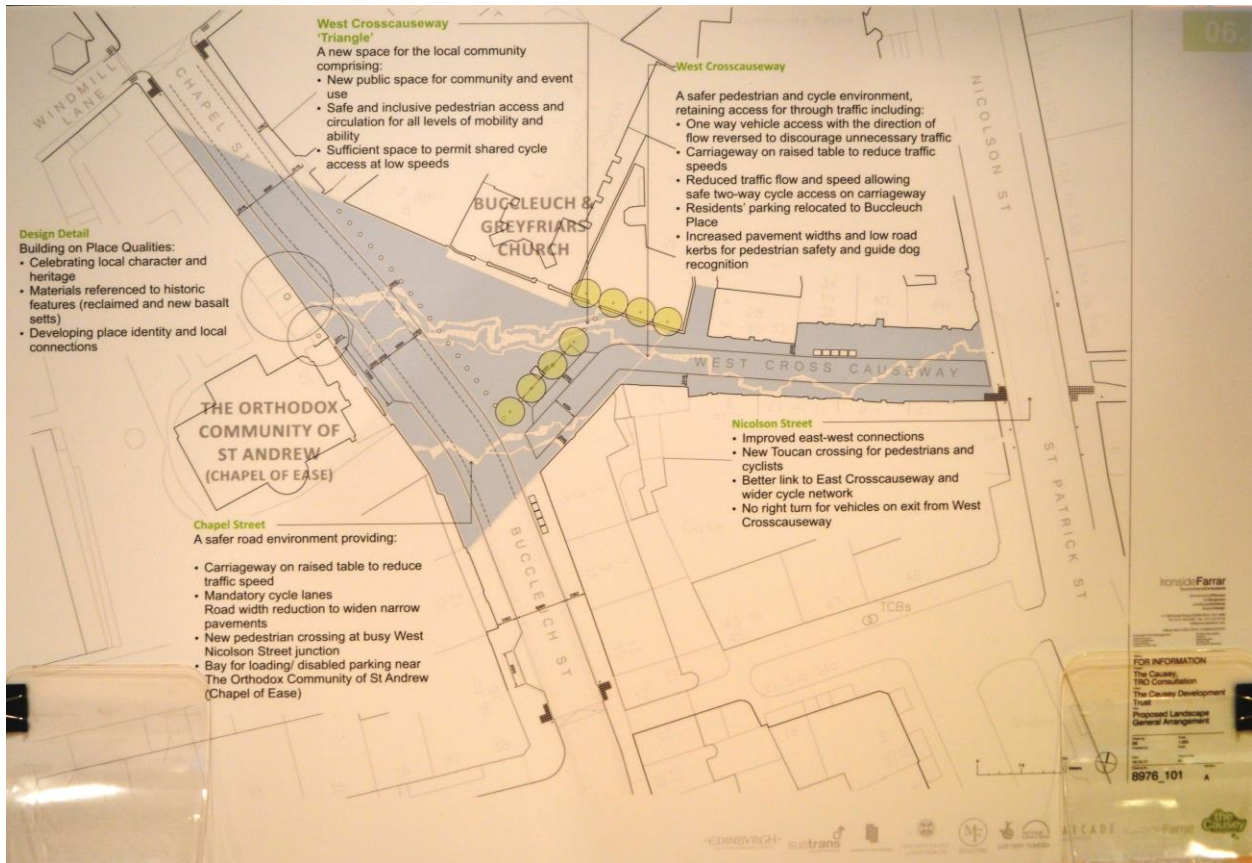 06.
West Crosscauseway
'Triangle'
A new space for the local community
comprising:
• New public space for community and event
use
• Safe and inclusive pedestrian access and
circulation for all levels of mobility and
ability
• Sufficient space to permit shared cycle
access at low speeds
West Crosscauseway
A safer pedestrian and cycle environment,
retaining access for through traffic including:
• One way vehicle access with the direction of
flow reversed to discourage unnecessary traffic
• Carriageway on raised table to reduce traffic
speeds
• Reduced traffic flow and speed allowing
safe two-way cycle access on carriageway
• Residents' parking relocated to Buccleuch
Place
• Increased pavement widths and low road
kerbs for pedestrian safety and guide dog
recognition
WINDMILL
LANE
CHAPEL ST
NICOLSON ST
BUCCLEUCH &
GREYFRIARS
CHURCH
Design Detail
Building on Place Qualities:
• Celebrating local character and
heritage
• Materials referenced to historic
features (reclaimed and new basalt
setts)
• Developing place identity and local
connections
WEST CROSS CAUSEWAY
THE ORTHODOX
COMMUNITY OF
ST ANDREW
(CHAPEL OF EASE)
Nicolson Street
• Improved east-west connections
• New Toucan crossing for pedestrians and
cyclists
• Better link to East Crosscauseway and
wider cycle network
• No right turn for vehicles on exit from West
Crosscauseway
ST PATRICK ST
Chapel Street
A safer road environment providing:
• Carriageway on raised table to reduce
traffic speed
• Mandatory cycle lanes
Road width reduction to widen narrow
pavements
• New pedestrian crossing at busy West
Nicolson Street junction
• Bay for loading/ disabled parking near
The Orthodox Community of St Andrew
(Chapel of Ease)
BUCCLEUCH ST
TCBs
IronsideFarrar
FOR INFORMATION
The Causey,
TRO Consultation
The Causey Development
Trust
Proposed Landscape
General Arrangement
8976_101 A
EDINBVRGH
sustrans
ARCADE
Farrar
the Causey